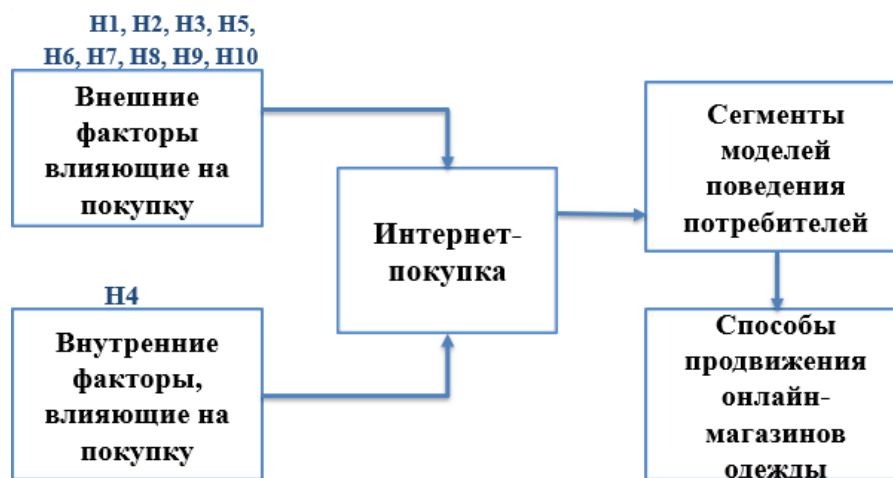 H1, H2, H3, H5,
H6, H7, H8, H9, H10
Внешние
факторы
влияющие на
покупку
H4
Внутренние
факторы,
влияющие на
покупку
Интернет-
покупка
Сегменты
моделей
поведения
потребителей
Способы
продвижения
онлайн-
магазинов
одежды